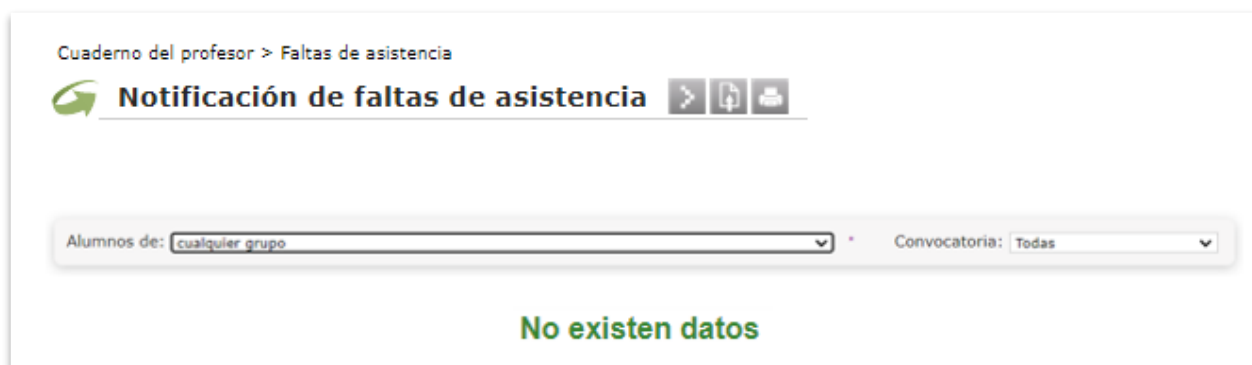 Cuaderno del profesor > Faltas de asistencia
Notificación de faltas de asistencia
Alumnos de: cualquier grupo * Convocatoria: Todas
No existen datos